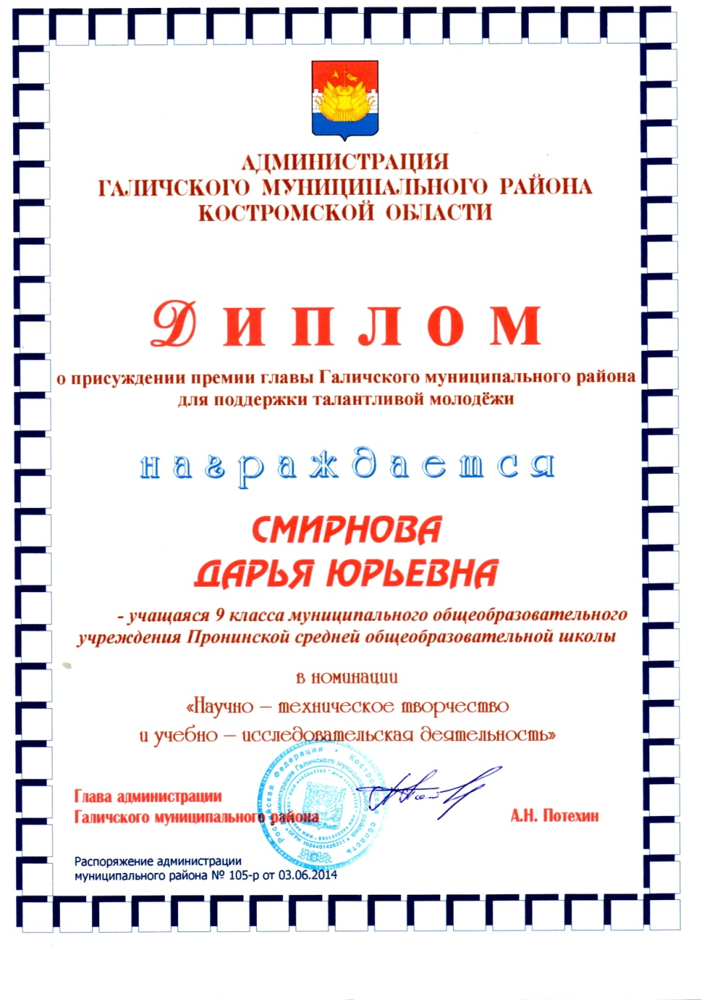 АДМИНИСТРАЦИЯ
ГАЛИЧСКОГО МУНИЦИПАЛЬНОГО РАЙОНА
КОСТРОМСКОЙ ОБЛАСТИ
ДИПЛОМ
о присуждении премии главы Галичского муниципального района
для поддержки талантливой молодёжи
награждается
СМИРНОВА
ДАРЬЯ ЮРЬЕВНА
- учащаяся 9 класса муниципального общеобразовательного
учреждения Пронинской средней общеобразовательной школы
в номинации
«Научно – техническое творчество
и учебно – исследовательская деятельность»
Российская Федерация * Костромская область
Администрация Галичского муниципального района
ОГРН 1024401436311
Глава администрации
Галичского муниципального района
А.Н. Потехин
Распоряжение администрации
муниципального района № 105-р от 03.06.2014